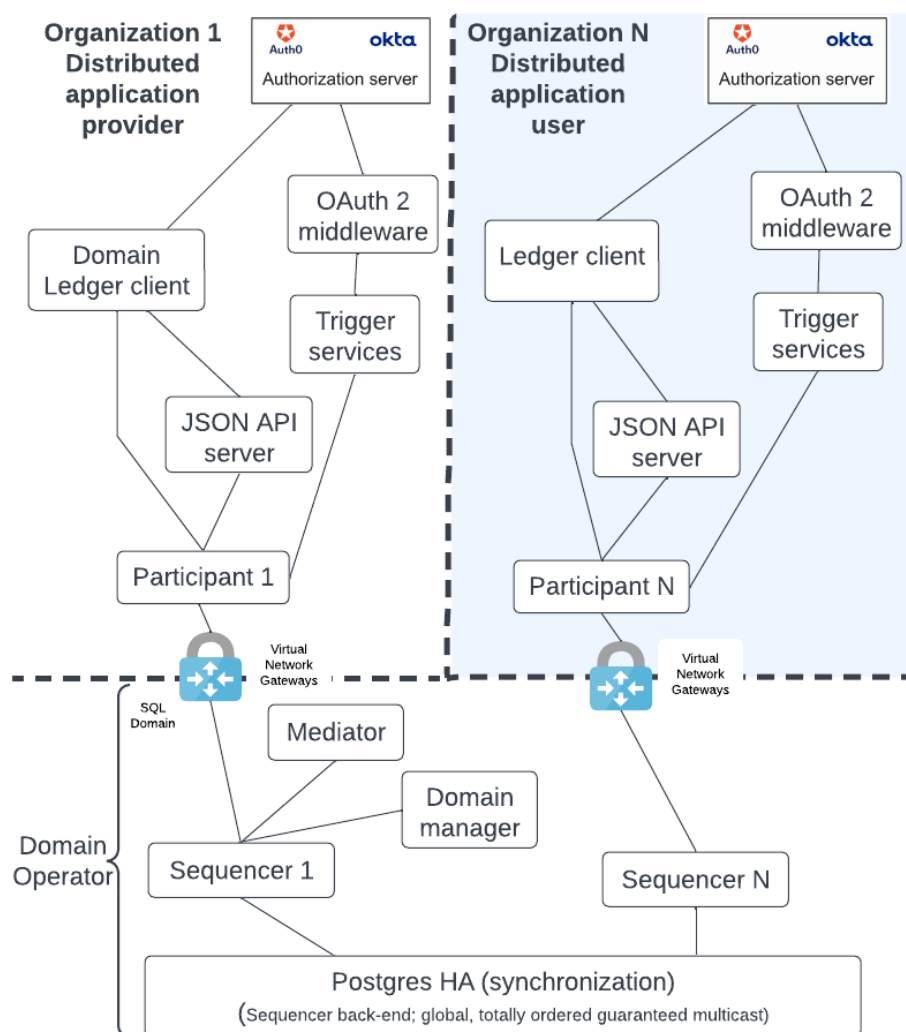 Organization 1
Distributed
application
provider
Auth0
okta
Authorization server
OAuth 2
middleware
Domain
Ledger client
Trigger
services
JSON API
server
Participant 1
Virtual
Network
Gateways
Organization N
Distributed
application
user
Auth0
okta
Authorization server
OAuth 2
middleware
Ledger client
Trigger
services
JSON API
server
Participant N
Virtual
Network
Gateways
SQL
Domain
Mediator
Domain
manager
Domain
Operator
Sequencer 1
Sequencer N
Postgres HA (synchronization)
(Sequencer back-end; global, totally ordered guaranteed multicast)